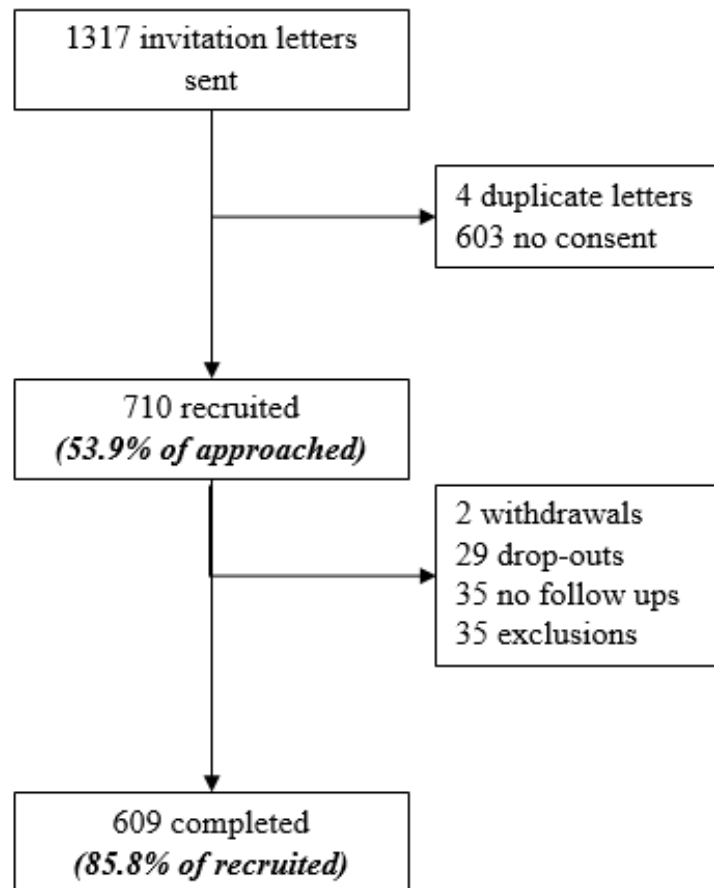 1317 invitation letters
sent
4 duplicate letters
603 no consent
710 recruited
(53.9% of approached)
2 withdrawals
29 drop-outs
35 no follow ups
35 exclusions
609 completed
(85.8% of recruited)